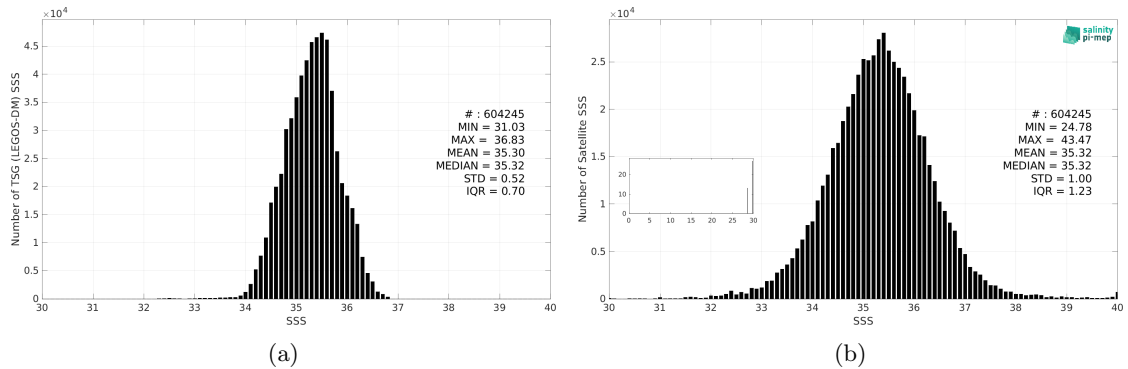 ×10⁴
4.5
4
3.5
3
2.5
2
1.5
1
0.5
0
Number of TSG (LEGOS-DM) SSS
# : 604245
MIN = 31.03
MAX = 36.83
MEAN = 35.30
MEDIAN = 35.32
STD = 0.52
IQR = 0.70
30 31 32 33 34 35 36 37 38 39 40
SSS
(a)
×10⁴
2.5
2
1.5
1
0.5
0
Number of Satellite SSS
salinity
pi-mep
# : 604245
MIN = 24.78
MAX = 43.47
MEAN = 35.32
MEDIAN = 35.32
STD = 1.00
IQR = 1.23
20
10
0
0 5 10 15 20 25 30
30 31 32 33 34 35 36 37 38 39 40
SSS
(b)